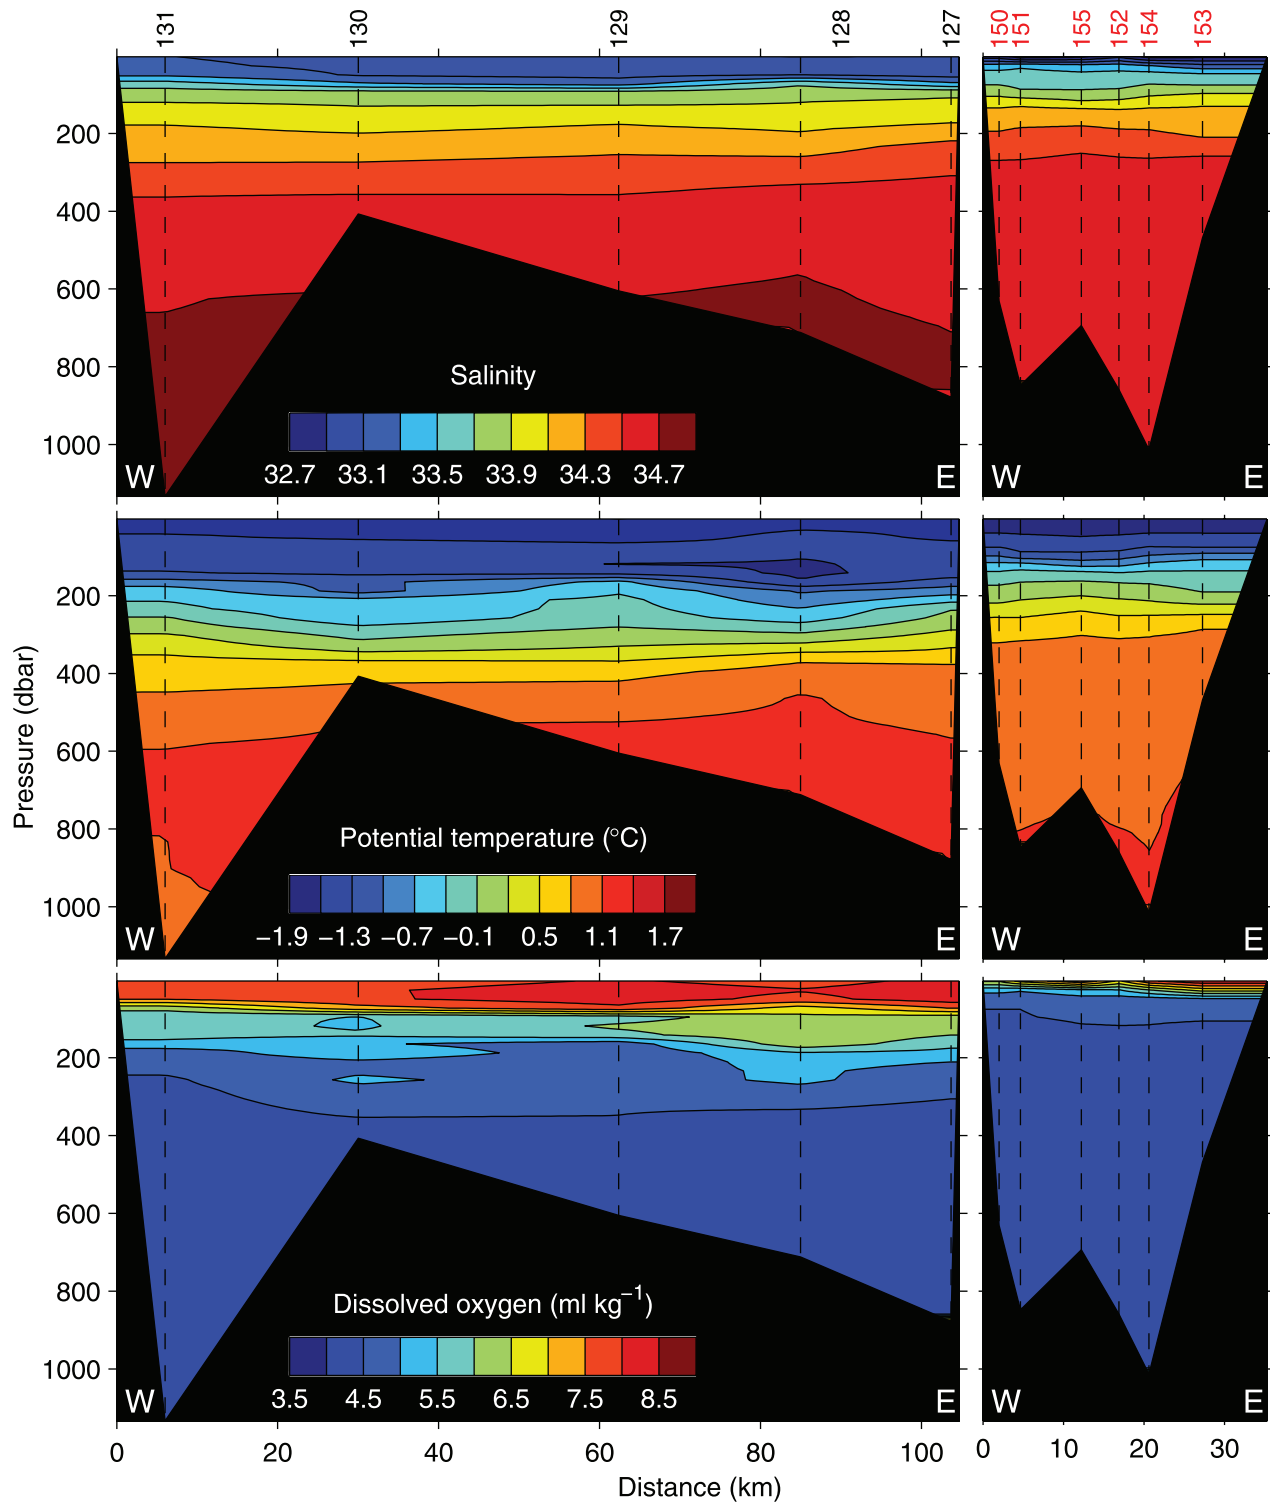 131 130 129 128 127 150 151 155 152 154 153
200
400
600
800
1000
Salinity
32.7 33.1 33.5 33.9 34.3 34.7
W E W E
200
400
600
800
1000
Pressure (dbar)
Potential temperature (°C)
−1.9 −1.3 −0.7 −0.1 0.5 1.1 1.7
W E W E
200
400
600
800
1000
Dissolved oxygen (ml kg⁻¹)
3.5 4.5 5.5 6.5 7.5 8.5
W E W E
0 20 40 60 80 100 0 10 20 30
Distance (km)